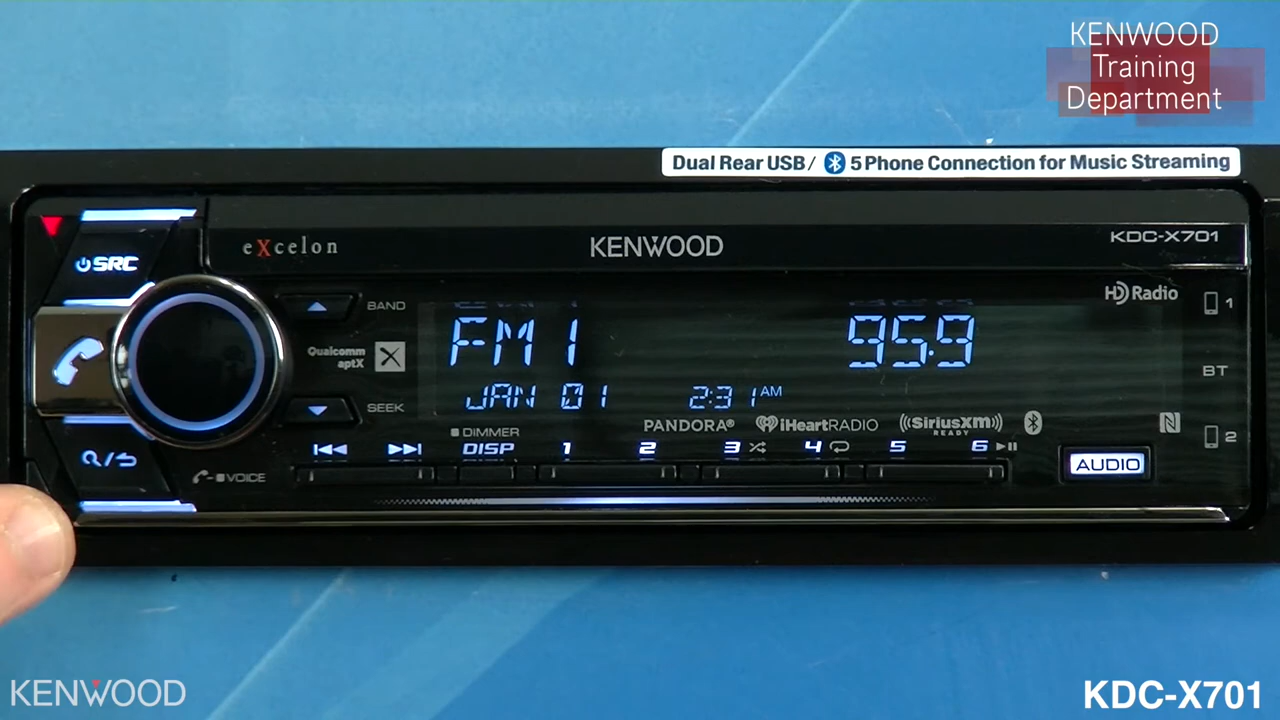 KENWOOD
Training
Department
Dual Rear USB/ 5 Phone Connection for Music Streaming
SRC
eXcelon
KENWOOD
KDC-X701
BAND
HD Radio
1
FM1
95.9
Qualcomm
aptX
BT
JAN 01
2:31 AM
SEEK
PANDORA®
iHeartRADIO
((SiriusXM))
READY
2
DIMMER
DISP
1
2
3
4
5
6
VOICE
AUDIO
KENWOOD
KDC-X701